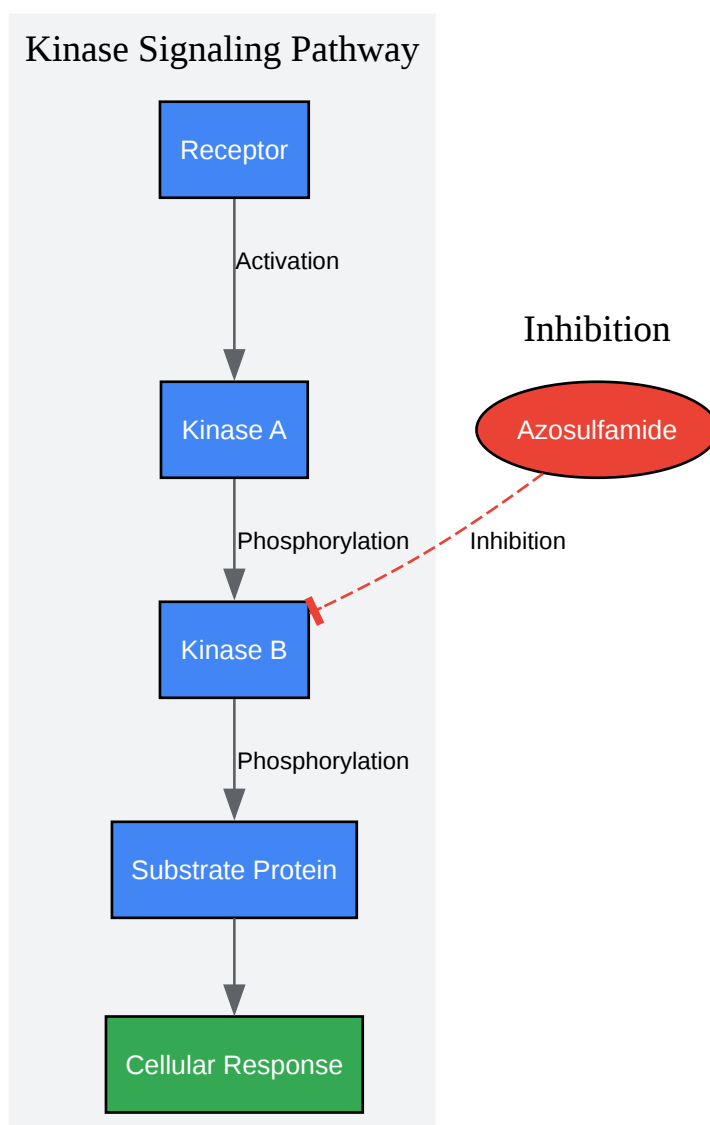 Kinase Signaling Pathway
Receptor
Activation
Inhibition
Kinase A
Azosulfamide
Phosphorylation
Inhibition
Kinase B
Phosphorylation
Substrate Protein
Cellular Response